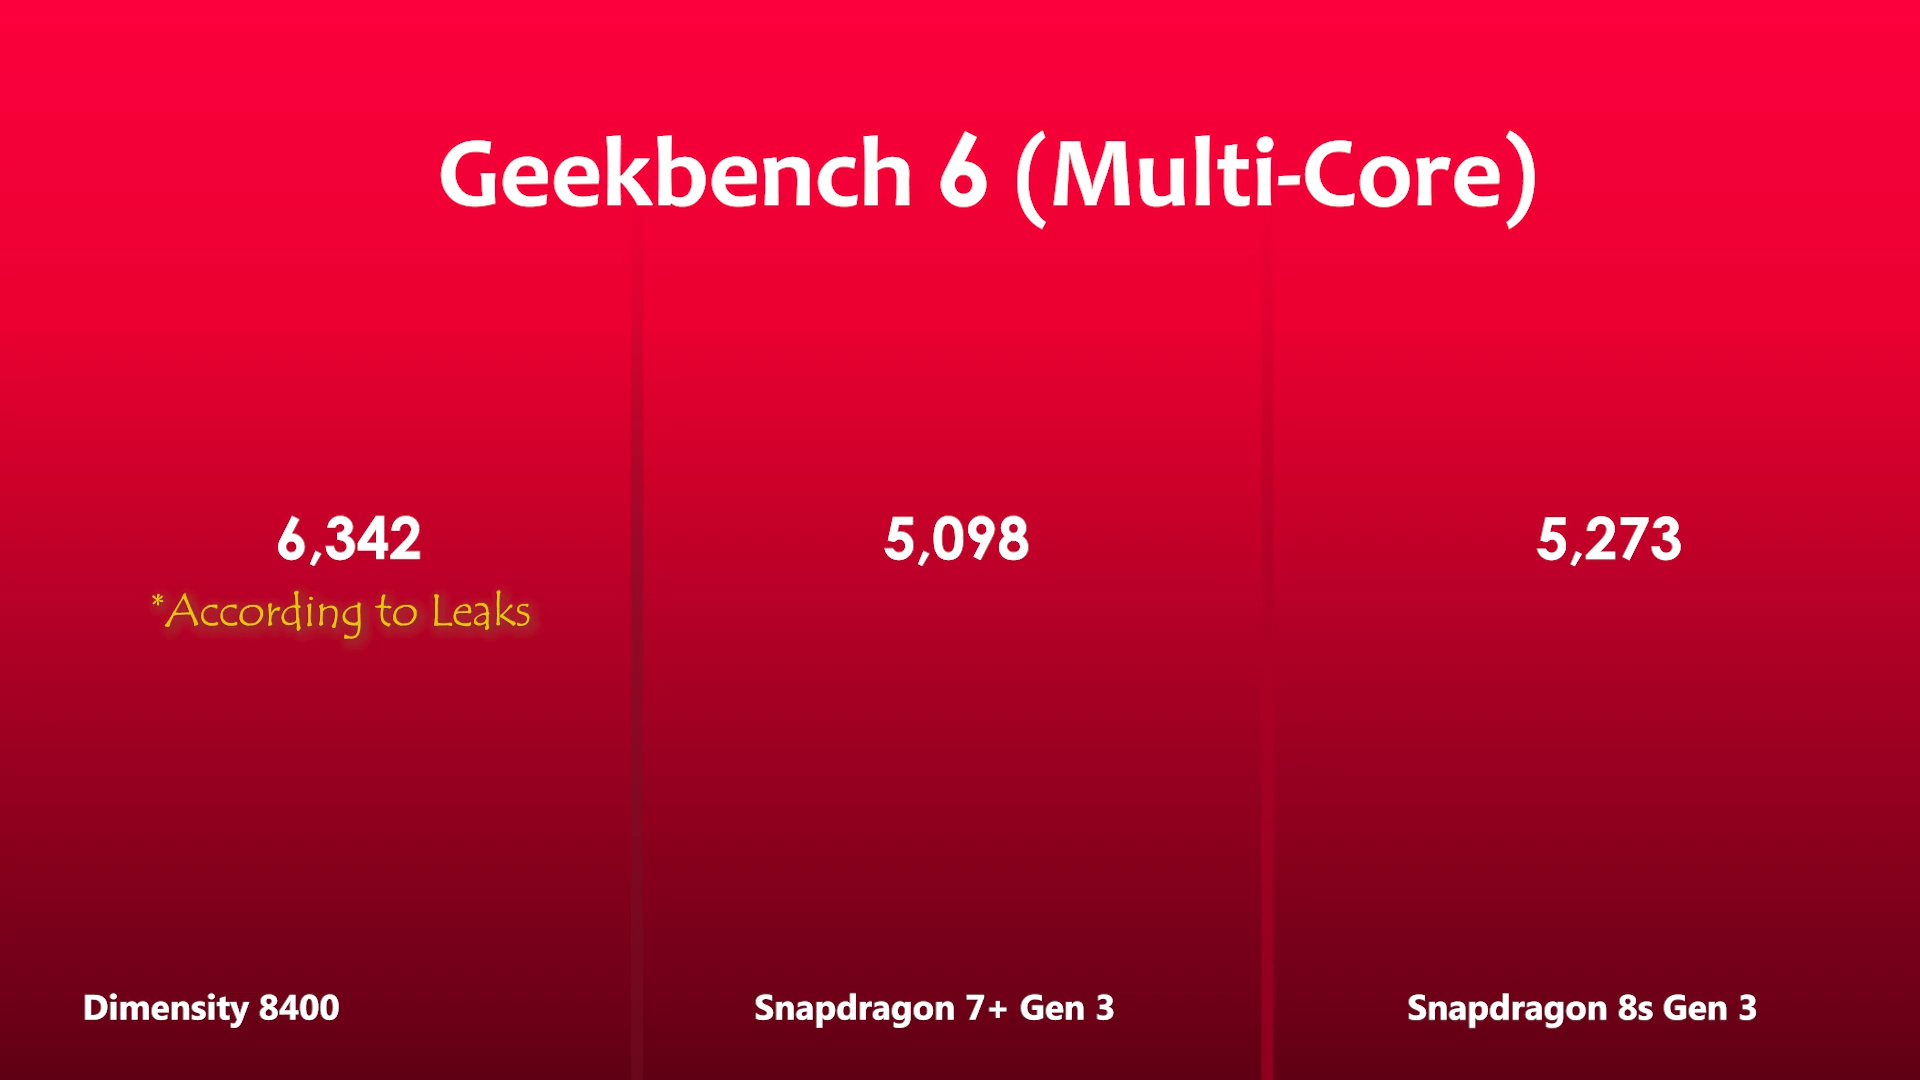 Geekbench 6 (Multi-Core)
6,342
*According to Leaks
5,098
5,273
Dimensity 8400
Snapdragon 7+ Gen 3
Snapdragon 8s Gen 3